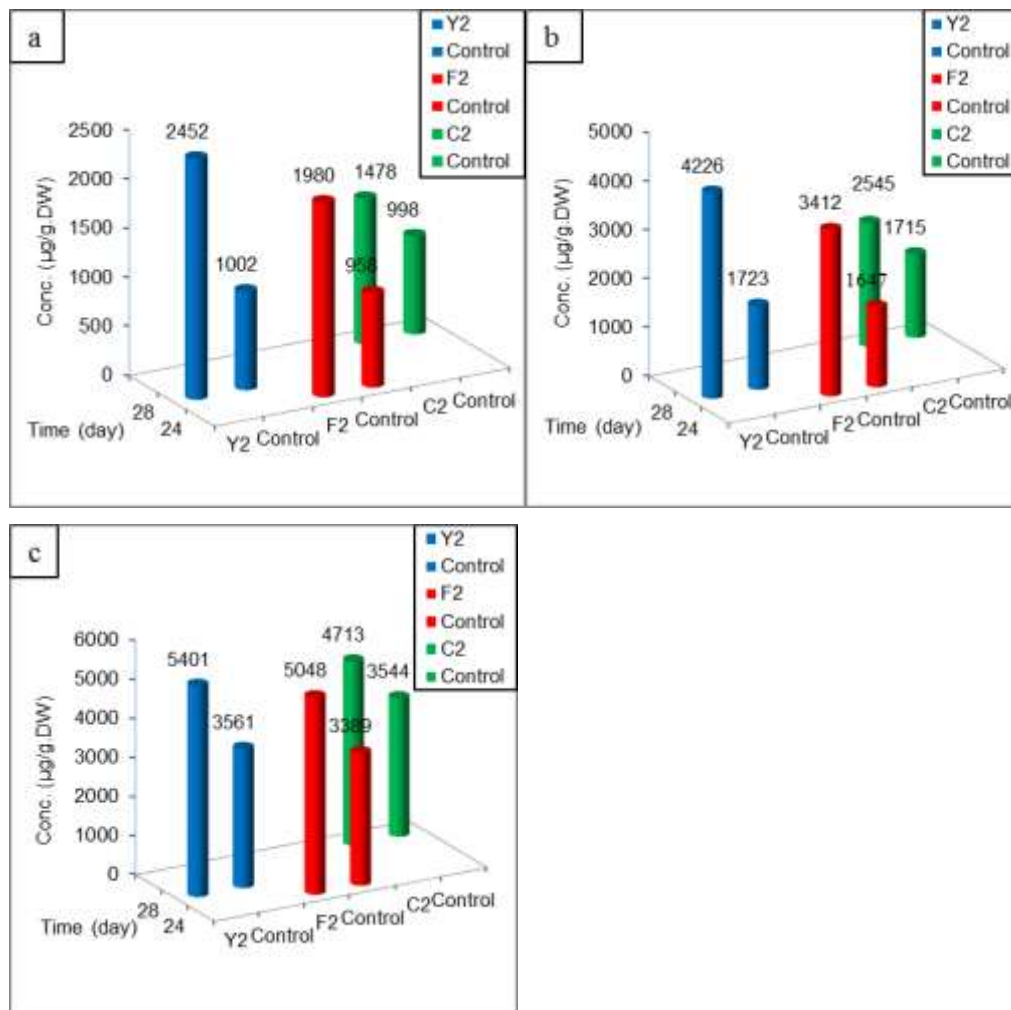 a
Y2
Control
F2
Control
C2
Control
2500
2000
1500
1000
500
0
Conc. (µg/g.DW)
2452
1002
1980
958
1478
998
28
24
Time (day)
Y2 Control F2 Control C2 Control
b
Y2
Control
F2
Control
C2
Control
5000
4000
3000
2000
1000
0
Conc. (µg/g.DW)
4226
1723
3412
1647
2545
1715
28
24
Time (day)
Y2 Control F2 Control C2 Control
c
Y2
Control
F2
Control
C2
Control
6000
5000
4000
3000
2000
1000
0
Conc. (µg/g.DW)
5401
3561
5048
3389
4713
3544
28
24
Time (day)
Y2 Control F2 Control C2 Control